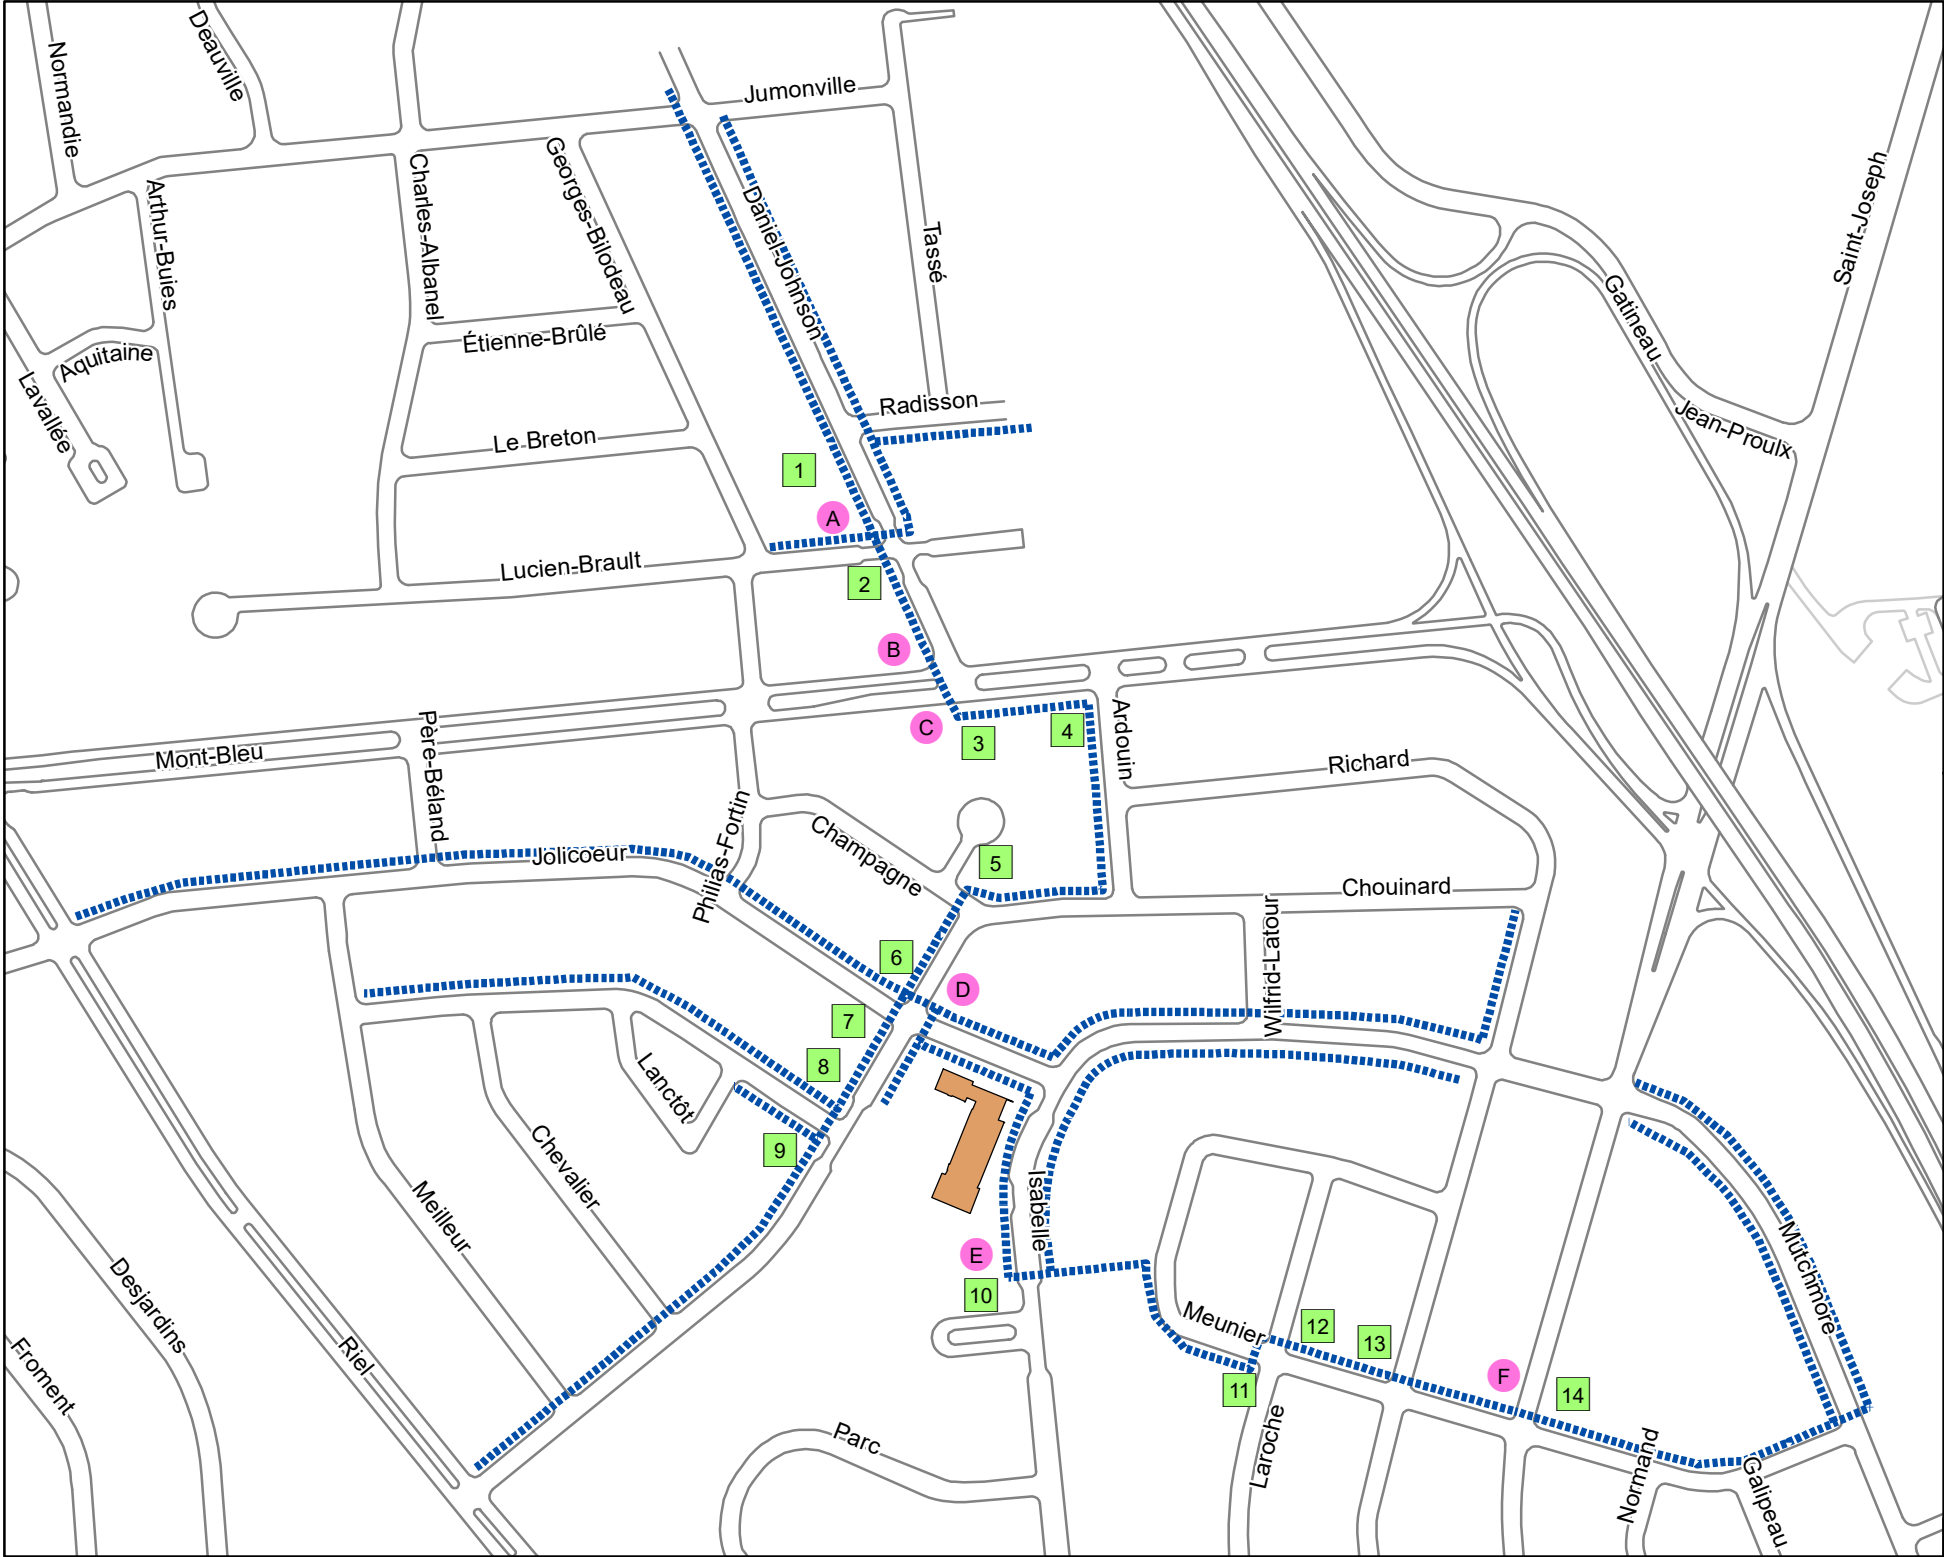 Deauville
Normandie
Jumonville
Georges-Bilodeau
Charles-Albanel
Arthur-Buies
Daniel-Johnson
Tassé
Saint-Joseph
Gatineau
Étienne-Brûlé
Aquitaine
Lavallée
Radisson
Jean-Proulx
Le Breton
1
A
Lucien-Brault
2
B
Père-Béland
Mont-Bleu
C
3
4
Ardouin
Richard
Philias-Fortin
Champagne
Jolicoeur
5
Chouinard
Wilfrid-Latour
6
D
7
8
Lanctôt
9
Chevalier
Meilleur
Isabelle
E
10
Mutchmore
Desjardins
Froment
Riel
Meunier
12
13
11
F
14
Parc
Laroche
Normand
Galipeau